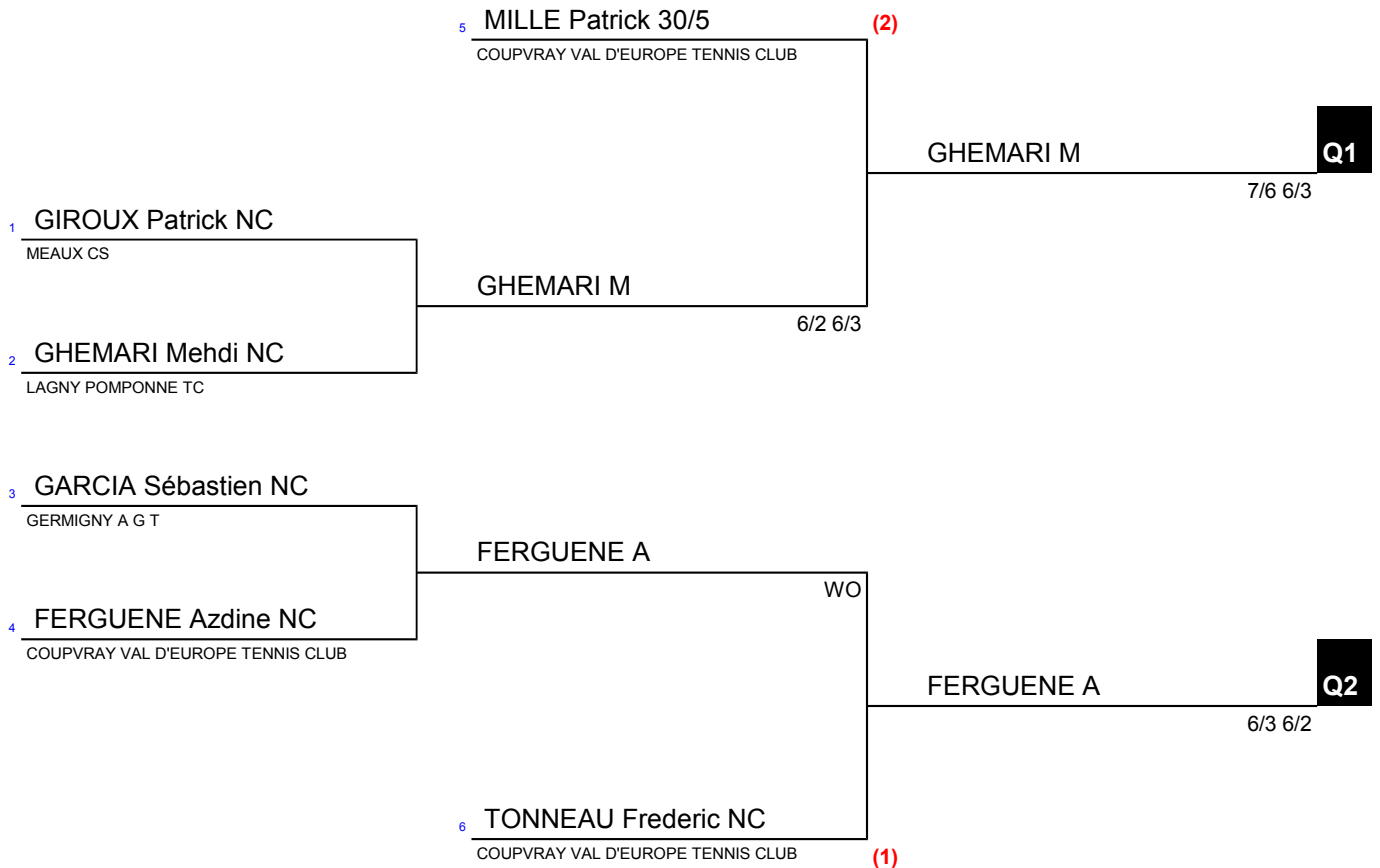 5 MILLE Patrick 30/5 (2)
COUPVRAY VAL D'EUROPE TENNIS CLUB
GHEMARI M Q1
7/6 6/3
1 GIROUX Patrick NC
MEAUX CS
GHEMARI M
6/2 6/3
2 GHEMARI Mehdi NC
LAGNY POMPONNE TC
3 GARCIA Sébastien NC
GERMIGNY A G T
FERGUENE A
WO
4 FERGUENE Azdine NC
COUPVRAY VAL D'EUROPE TENNIS CLUB
FERGUENE A Q2
6/3 6/2
6 TONNEAU Frederic NC
COUPVRAY VAL D'EUROPE TENNIS CLUB (1)